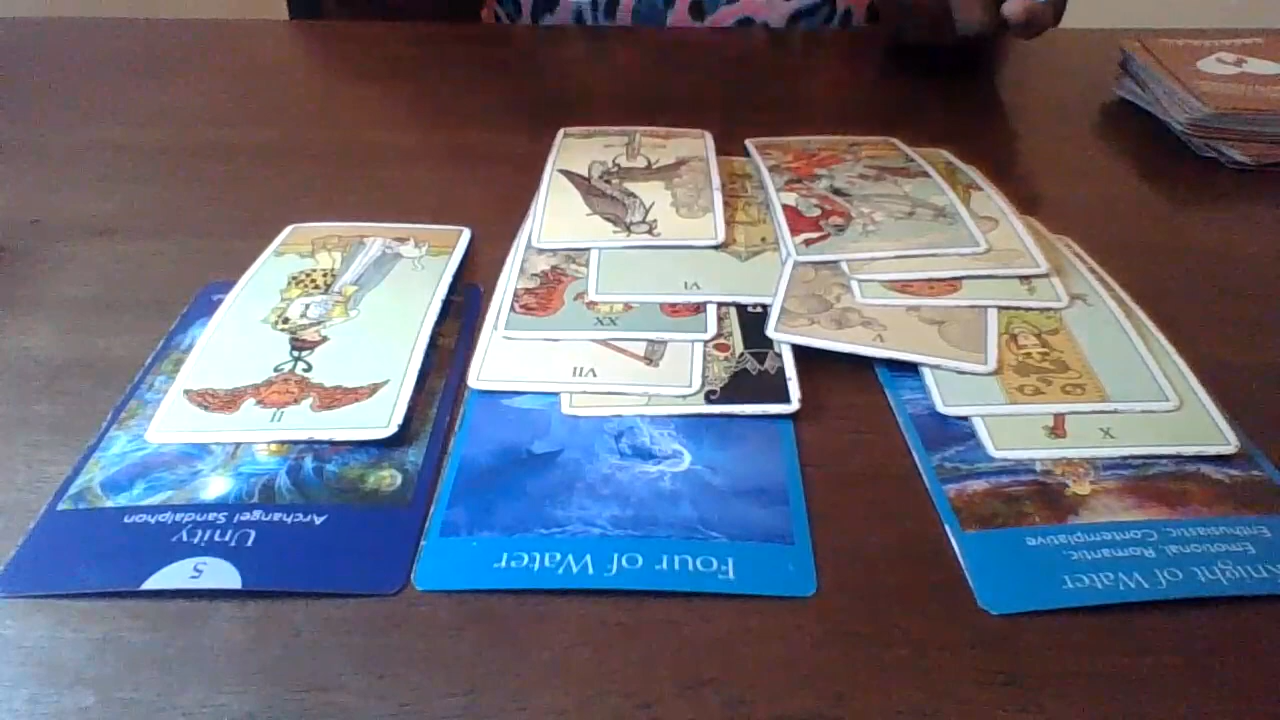 5
Unity
Archangel Sandalphon
II
Four of Water
VII
XX
VI
V
X
Knight of Water
Emotional, Romantic,
Enthusiastic, Contemplative